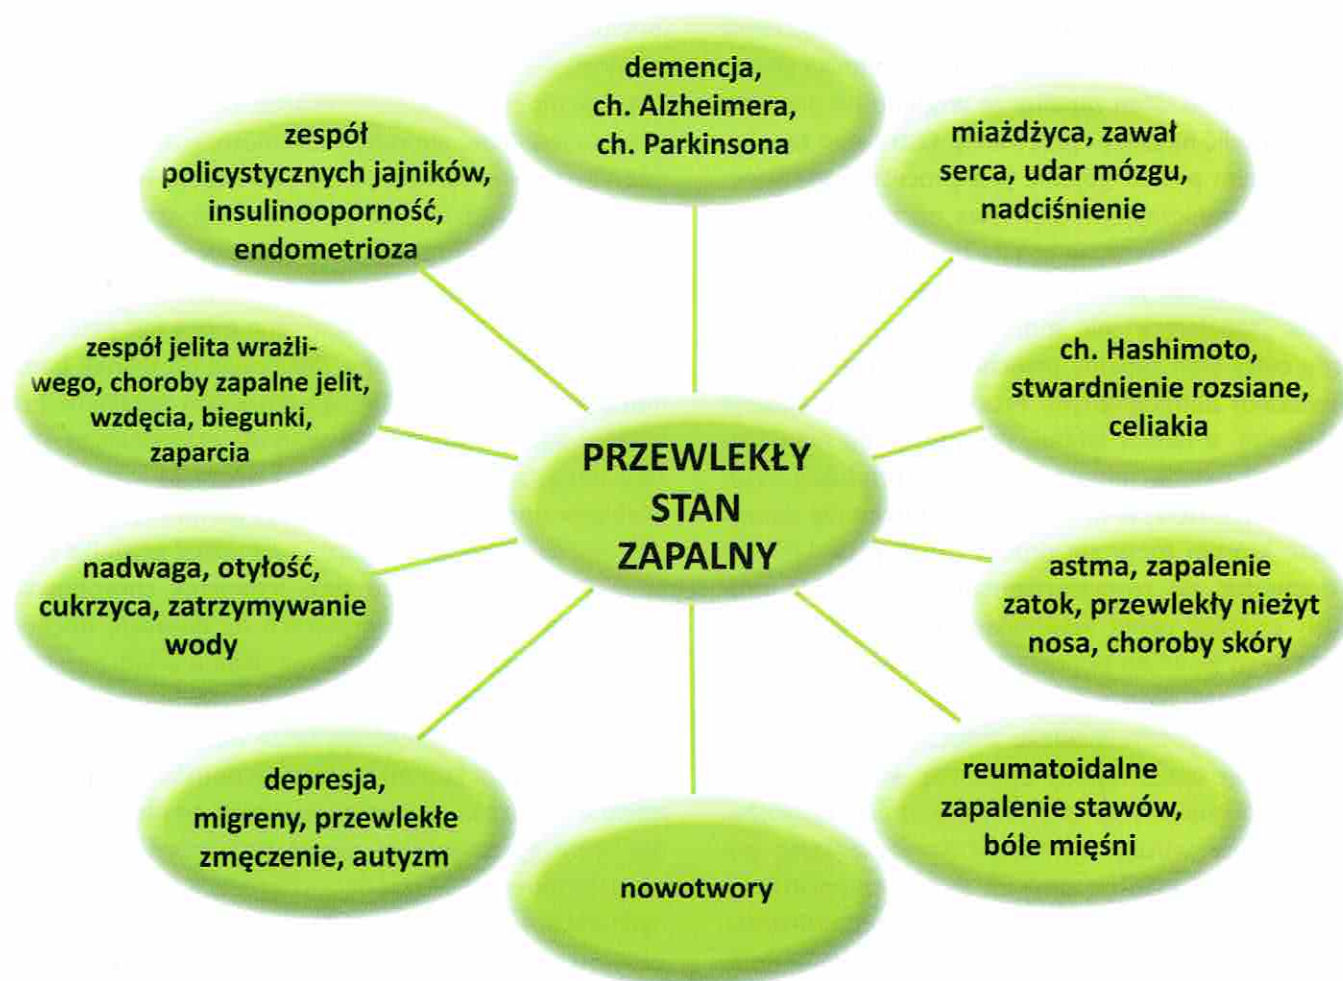 demencja,
ch. Alzheimera,
ch. Parkinsona
miażdżyca, zawał
serca, udar mózgu,
nadciśnienie
ch. Hashimoto,
stwardnienie rozsiane,
celiakia
astma, zapalenie
zatok, przewlekły nieżyt
nosa, choroby skóry
reumatoidalne
zapalenie stawów,
bóle mięśni
nowotwory
depresja,
migreny, przewlekłe
zmęczenie, autyzm
nadwaga, otyłość,
cukrzyca, zatrzymywanie
wody
zespół jelita wrażli-
wego, choroby zapalne jelit,
wzdęcia, biegunki,
zaparcia
zespół
policystycznych jajników,
insulinooporność,
endometrioza
PRZEWLEKŁY
STAN
ZAPALNY